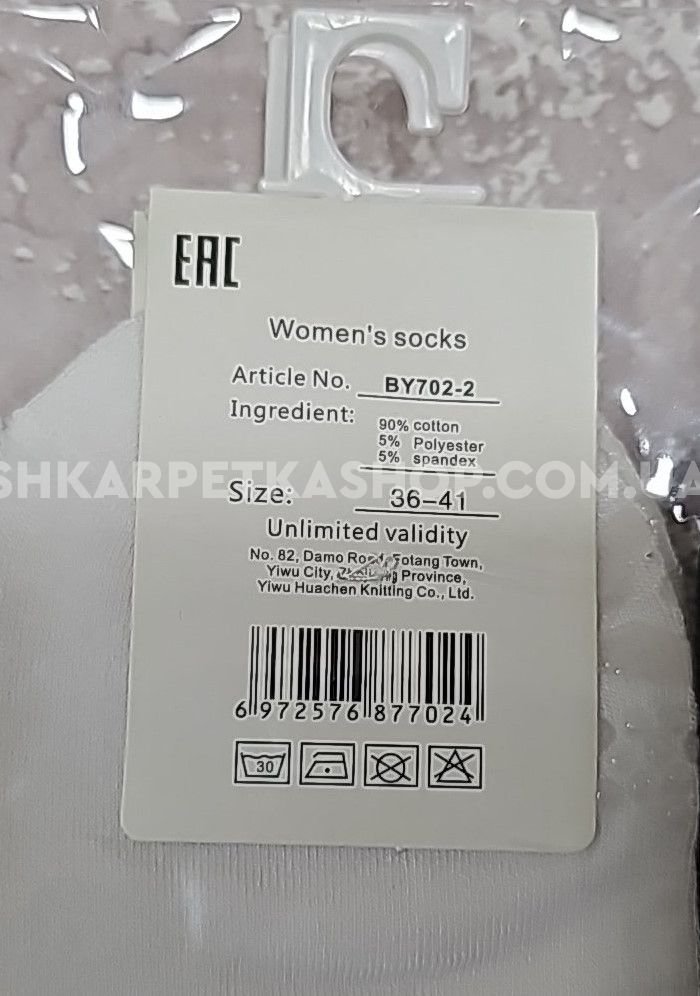 EAC
Women's socks
Article No. BY702-2
Ingredient:
90% cotton
5% Polyester
5% spandex
SHKARPETKASHOP.COM.UA
Size: 36-41
Unlimited validity
No. 82, Damo Road, Fotang Town,
Yiwu City, Province,
Yiwu Huachen Knitting Co., Ltd.
6 972576 877024
30